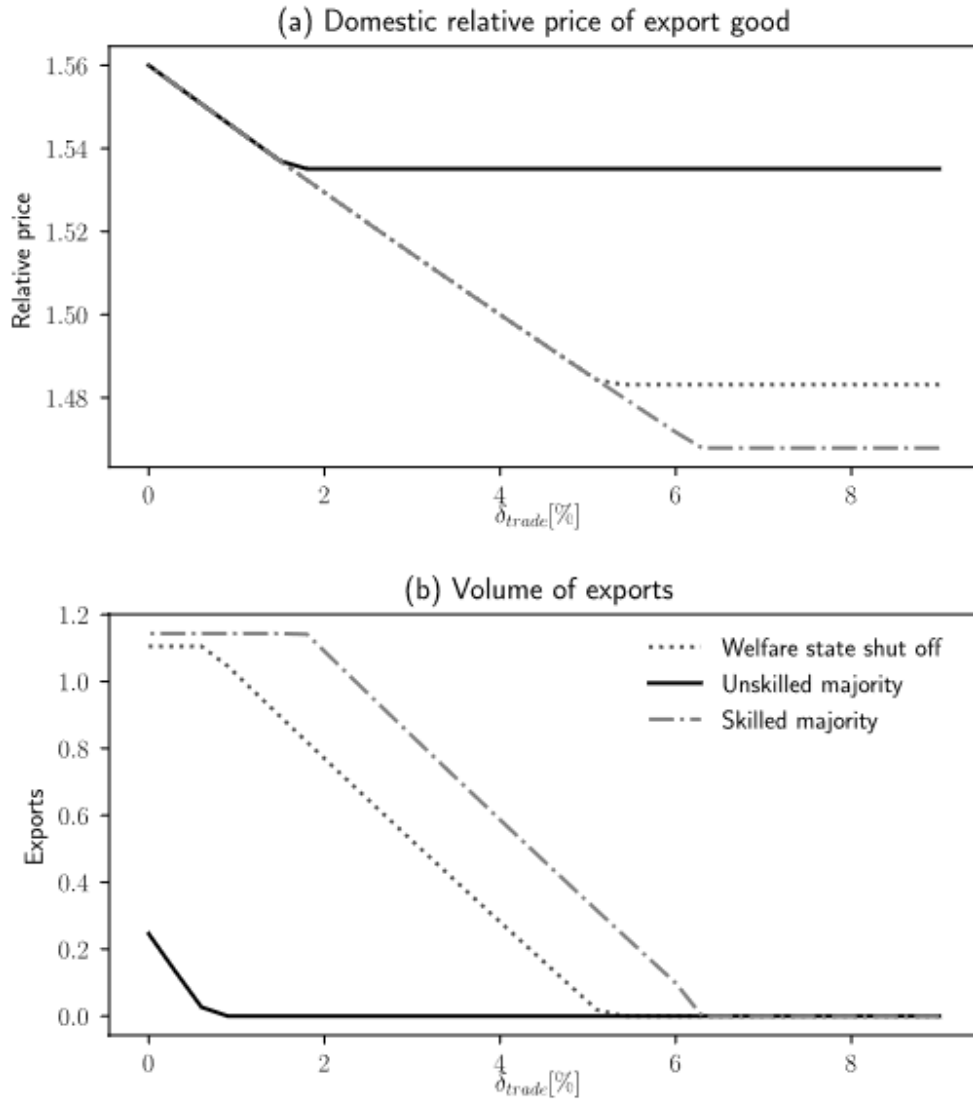 (a) Domestic relative price of export good
1.56
1.54
1.52
1.50
1.48
Relative price
0 2 4 6 8
δtrade[%]
(b) Volume of exports
1.2
1.0
0.8
0.6
0.4
0.2
0.0
Exports
Welfare state shut off
Unskilled majority
Skilled majority
0 2 4 6 8
δtrade[%]